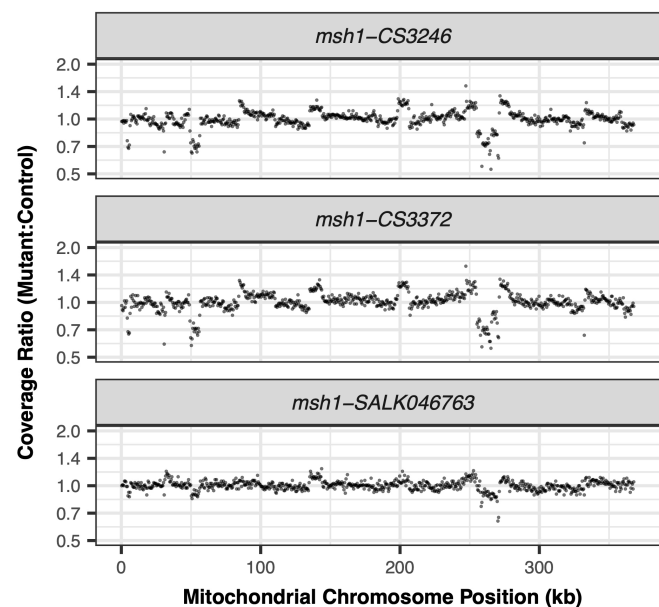 msh1-CS3246
2.0
1.4
1.0
0.7
0.5
msh1-CS3372
2.0
1.4
1.0
0.7
0.5
msh1-SALK046763
2.0
1.4
1.0
0.7
0.5
0 100 200 300
Mitochondrial Chromosome Position (kb)
Coverage Ratio (Mutant:Control)